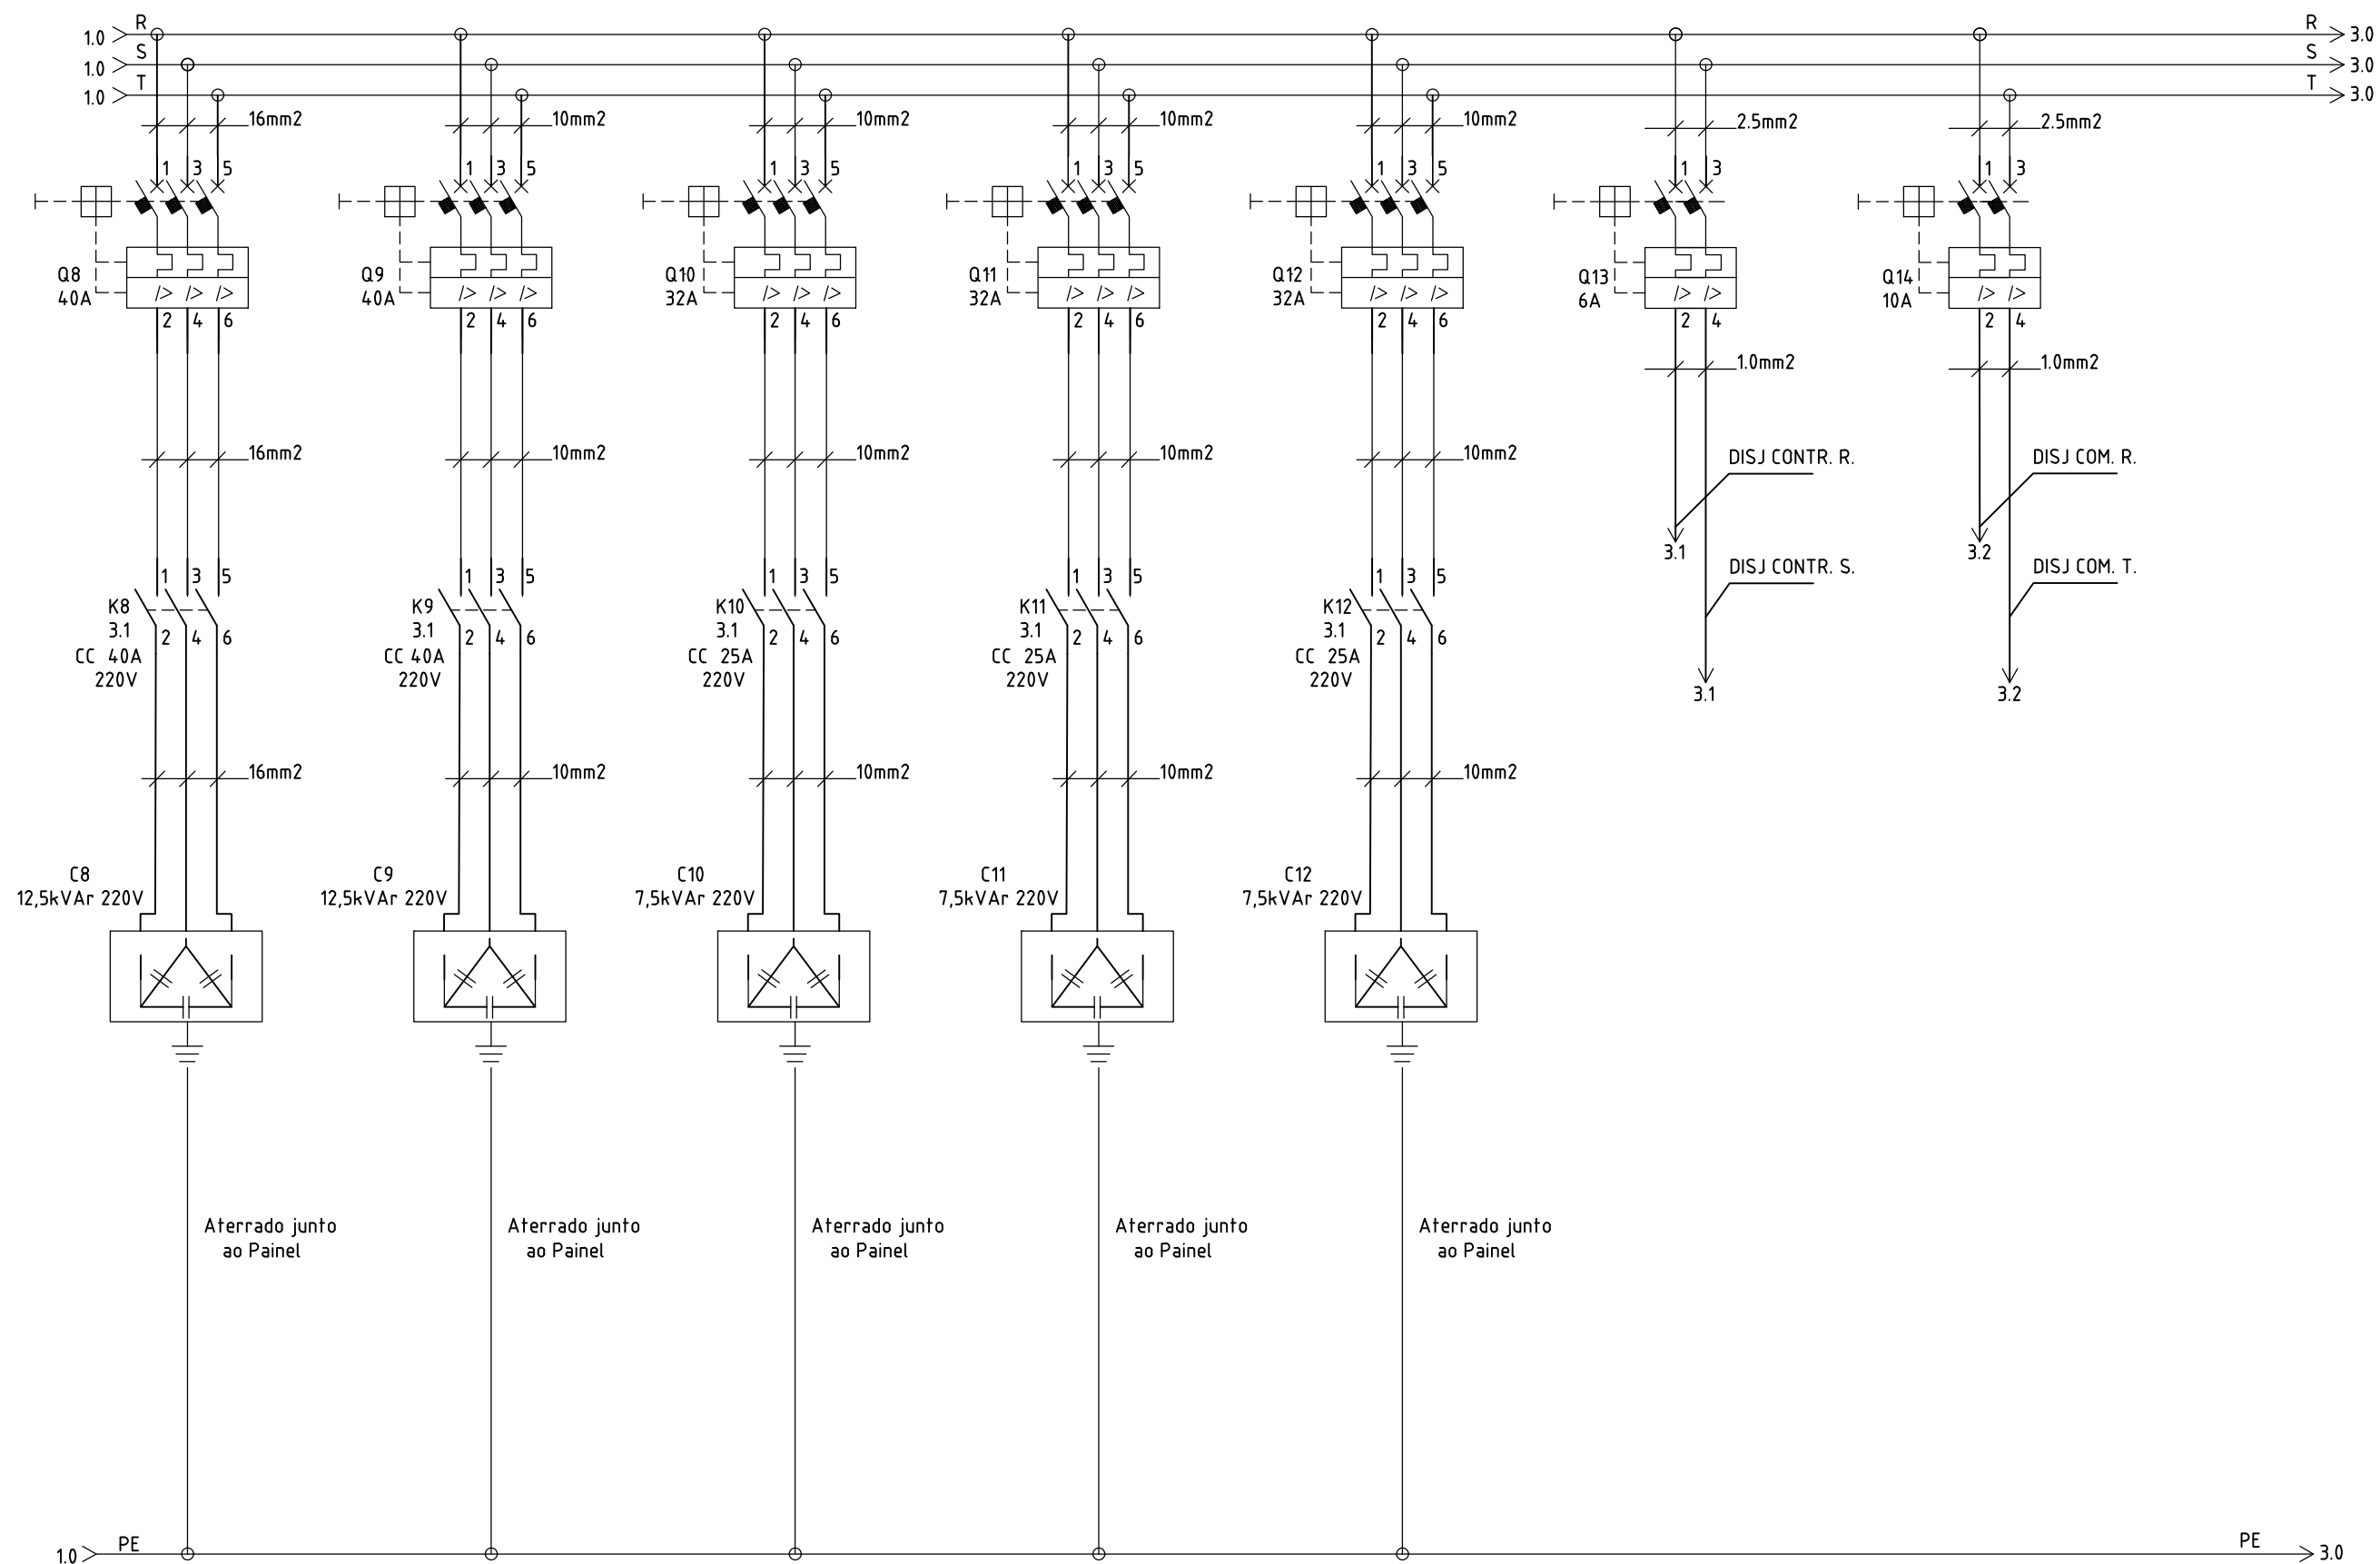 R R
1.0 3.0
S S
1.0 3.0
T T
1.0 3.0
16mm2 10mm2 10mm2 10mm2 10mm2 2.5mm2 2.5mm2
1 3 5 1 3 5 1 3 5 1 3 5 1 3 5 1 3 1 3
Q8 Q9 Q10 Q11 Q12 Q13 Q14
40A 40A 32A 32A 32A 6A 10A
/> /> /> /> /> /> /> /> /> /> /> /> /> /> /> /> /> /> />
2 4 6 2 4 6 2 4 6 2 4 6 2 4 6 2 4 2 4
1.0mm2 1.0mm2
16mm2 10mm2 10mm2 10mm2 10mm2
DISJ CONTR. R. DISJ COM. R.
3.1 3.2
DISJ CONTR. S. DISJ COM. T.
1 3 5 1 3 5 1 3 5 1 3 5 1 3 5
K8 K9 K10 K11 K12
3.1 3.1 3.1 3.1 3.1
2 4 6 2 4 6 2 4 6 2 4 6 2 4 6
CC 40A CC 40A CC 25A CC 25A CC 25A
220V 220V 220V 220V 220V
3.1 3.2
16mm2 10mm2 10mm2 10mm2 10mm2
C8 C9 C10 C11 C12
12,5kVAr 220V 12,5kVAr 220V 7,5kVAr 220V 7,5kVAr 220V 7,5kVAr 220V
Aterrado junto Aterrado junto Aterrado junto Aterrado junto Aterrado junto
ao Painel ao Painel ao Painel ao Painel ao Painel
PE PE
1.0 3.0